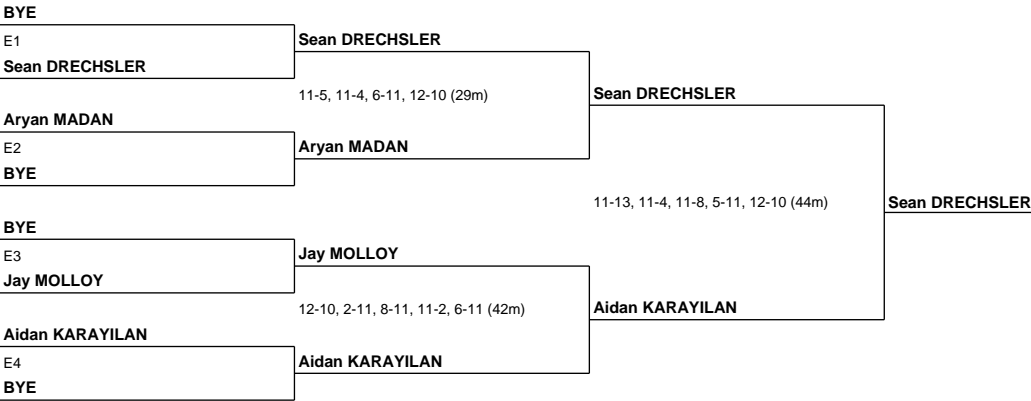 BYE
E1
Sean DRECHSLER
Sean DRECHSLER
11-5, 11-4, 6-11, 12-10 (29m)
Sean DRECHSLER
Aryan MADAN
E2
Aryan MADAN
BYE
11-13, 11-4, 11-8, 5-11, 12-10 (44m)
Sean DRECHSLER
BYE
E3
Jay MOLLOY
Jay MOLLOY
12-10, 2-11, 8-11, 11-2, 6-11 (42m)
Aidan KARAYILAN
Aidan KARAYILAN
E4
Aidan KARAYILAN
BYE